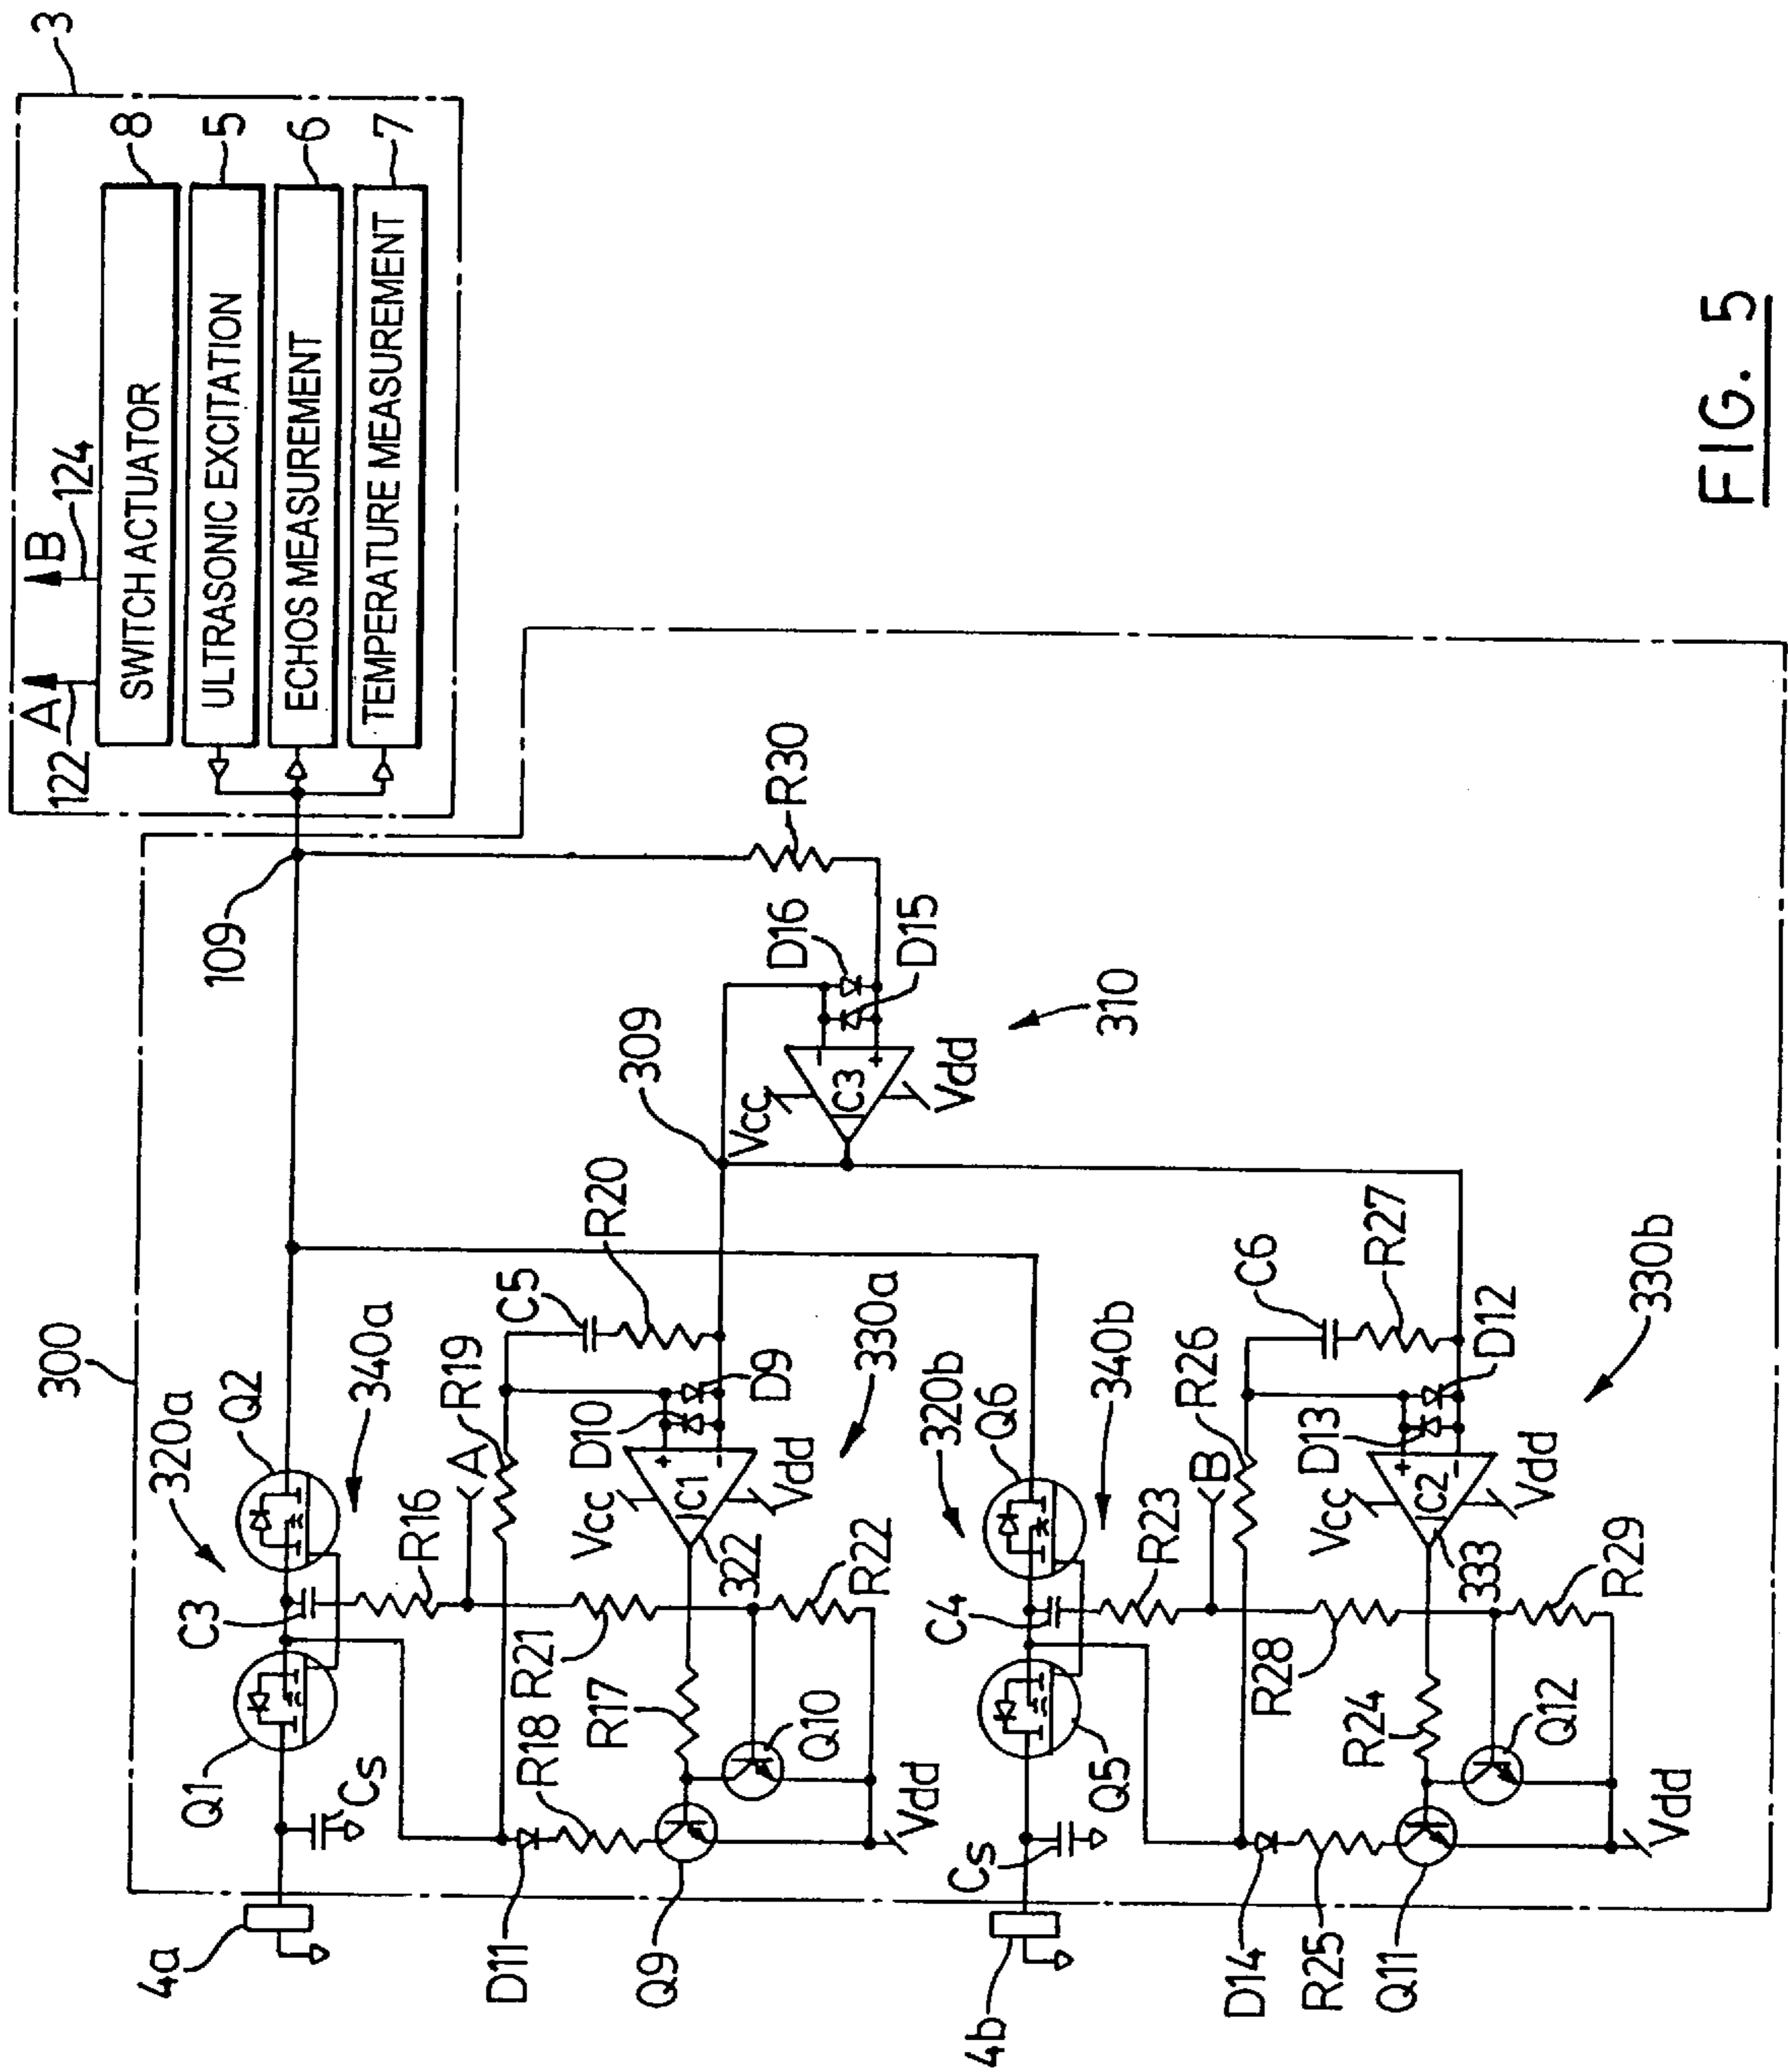 3
A
122
B
124
SWITCH ACTUATOR
8
ULTRASONIC EXCITATION
5
ECHOS MEASUREMENT
6
TEMPERATURE MEASUREMENT
7
300
109
R30
D16
D15
310
309
Vcc
IC3
Vdd
320a
Q2
340a
Q1
C3
R16
Cs
4a
C5
R20
R19
A
D10
D9
330a
Vcc
IC1
Vdd
322
R21
R22
R18
R17
Q10
D11
Q9
Vdd
320b
Q6
340b
Q5
C4
R23
Cs
4b
C6
R27
R26
B
D13
D12
330b
Vcc
IC2
Vdd
333
R28
R29
R24
Q12
D14
R25
Q11
Vdd
FIG. 5